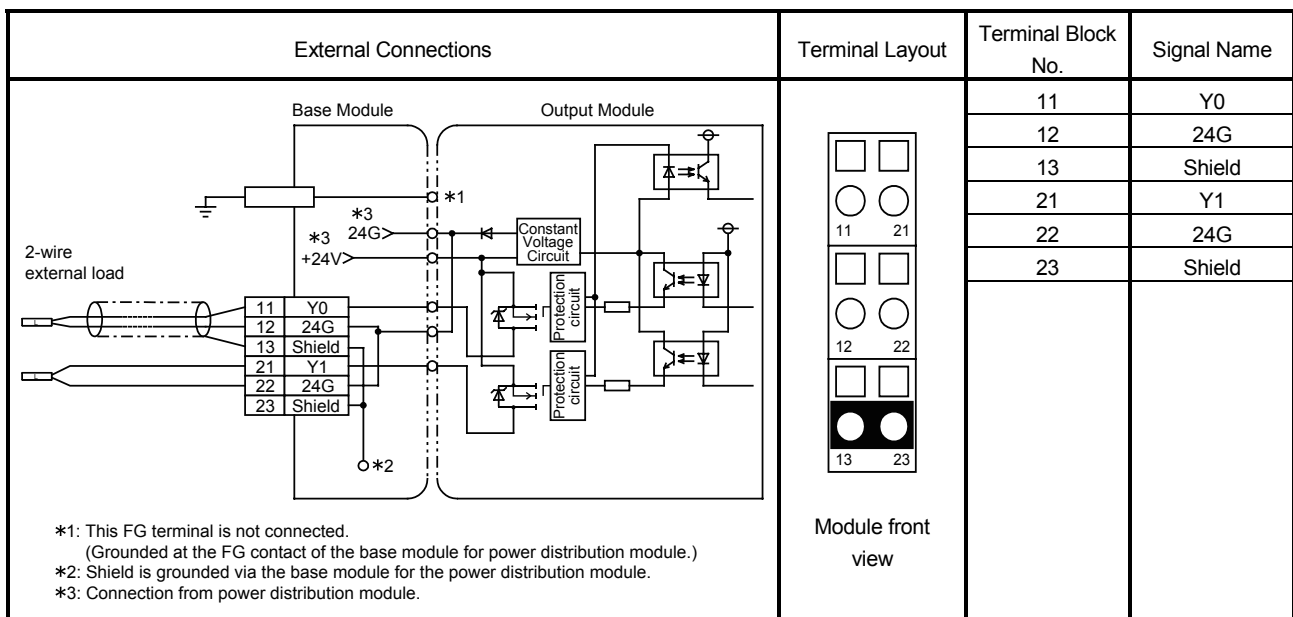 External Connections
Terminal Layout
Terminal Block
No.
Signal Name
Base Module
Output Module
*1
*3
24G
*3
+24V
Constant
Voltage
Circuit
2-wire
external load
Protection
circuit
Protection
circuit
11 Y0
12 24G
13 Shield
21 Y1
22 24G
23 Shield
*2
*1: This FG terminal is not connected.
(Grounded at the FG contact of the base module for power distribution module.)
*2: Shield is grounded via the base module for the power distribution module.
*3: Connection from power distribution module.
11 21
12 22
13 23
Module front
view
11 Y0
12 24G
13 Shield
21 Y1
22 24G
23 Shield